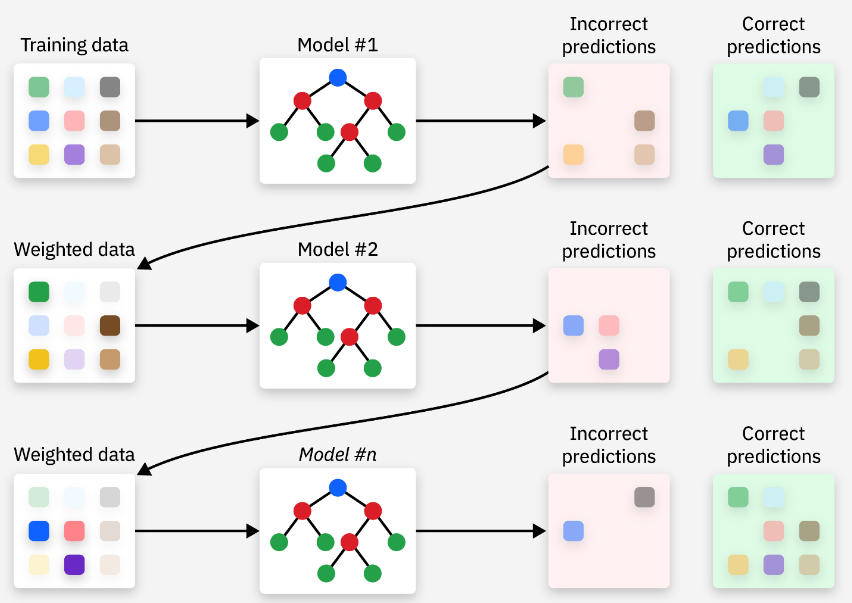 Training data
Model #1
Incorrect
predictions
Correct
predictions
Weighted data
Model #2
Incorrect
predictions
Correct
predictions
Weighted data
Model #n
Incorrect
predictions
Correct
predictions